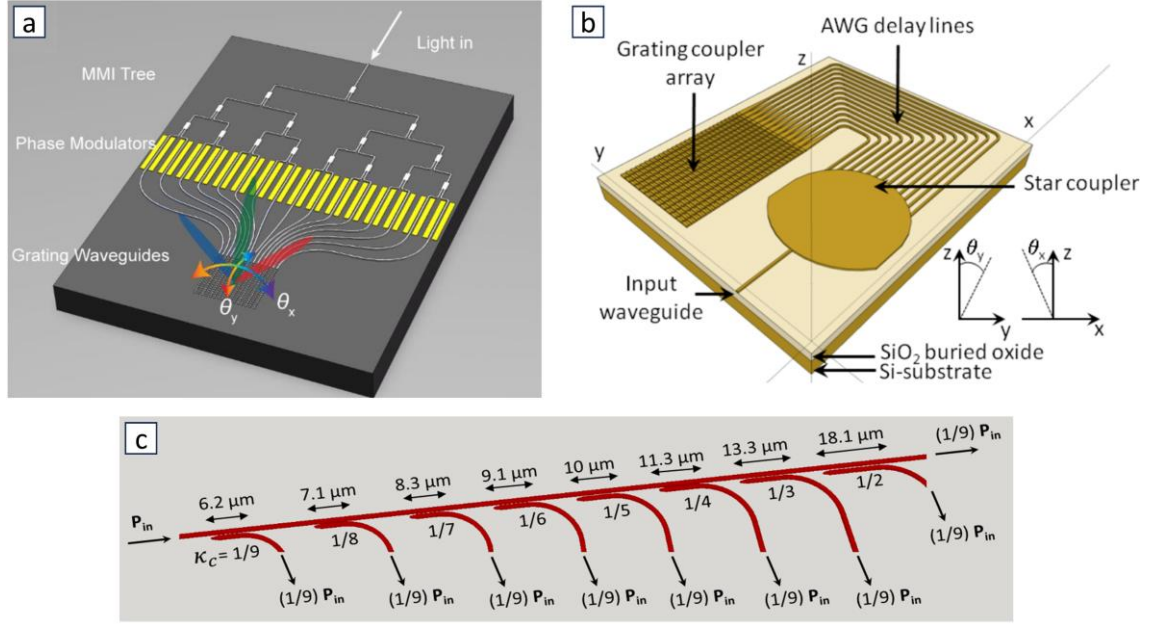 a
Light in
MMI Tree
Phase Modulators
Grating Waveguides
θy
θx
b
AWG delay lines
Grating coupler
array
z
x
y
Star coupler
Input
waveguide
z
θy
y
θx
z
x
SiO2 buried oxide
Si-substrate
c
6.2 µm
7.1 µm
8.3 µm
9.1 µm
10 µm
11.3 µm
13.3 µm
18.1 µm
(1/9) Pin
Pin
κC = 1/9
1/8
1/7
1/6
1/5
1/4
1/3
1/2
(1/9) Pin
(1/9) Pin
(1/9) Pin
(1/9) Pin
(1/9) Pin
(1/9) Pin
(1/9) Pin
(1/9) Pin